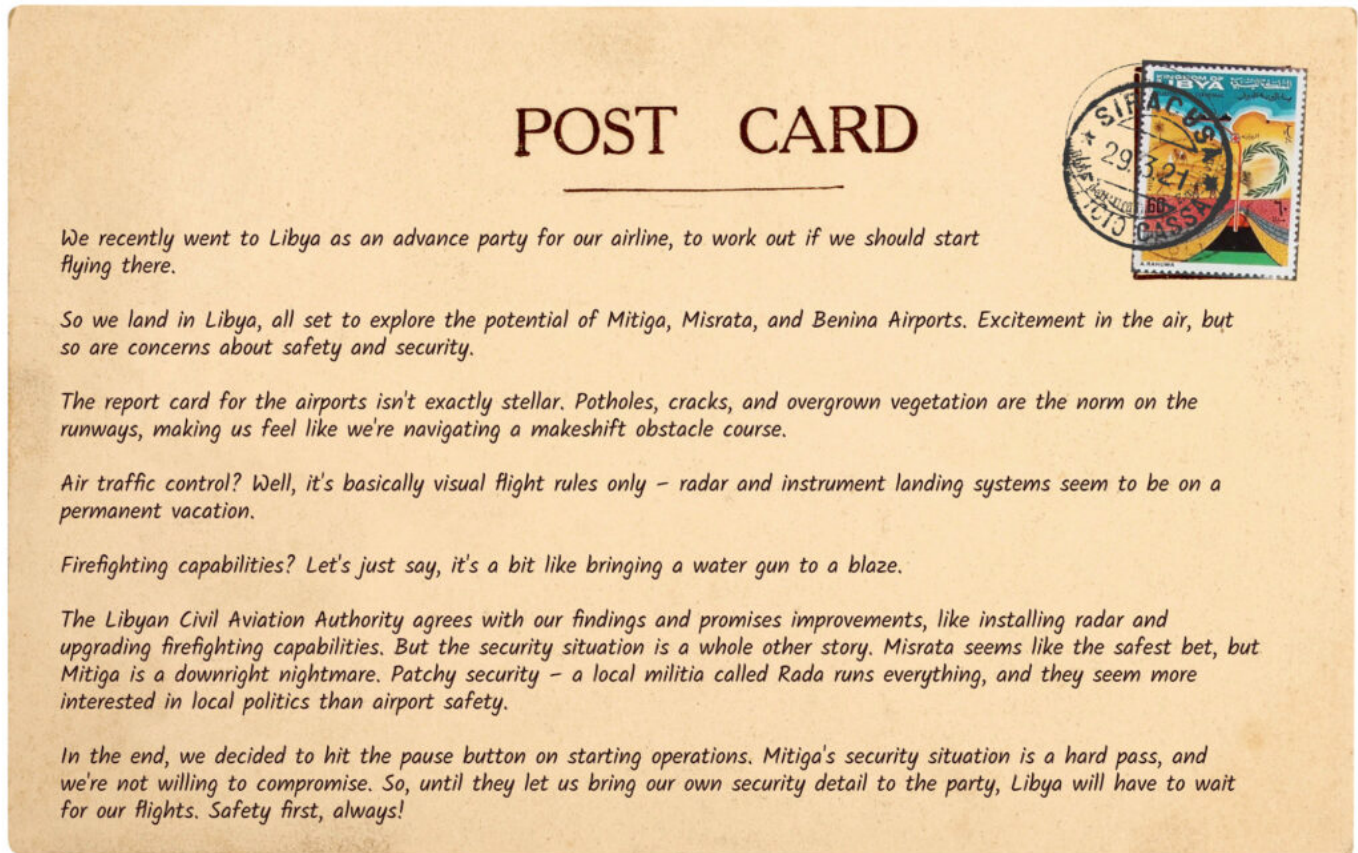 POST CARD
KINGDOM OF
LIBYA
SIRACUSA
29.3.21
CASSA
60
٦٠
We recently went to Libya as an advance party for our airline, to work out if we should start
flying there.
So we land in Libya, all set to explore the potential of Mitiga, Misrata, and Benina Airports. Excitement in the air, but
so are concerns about safety and security.
The report card for the airports isn't exactly stellar. Potholes, cracks, and overgrown vegetation are the norm on the
runways, making us feel like we're navigating a makeshift obstacle course.
Air traffic control? Well, it's basically visual flight rules only – radar and instrument landing systems seem to be on a
permanent vacation.
Firefighting capabilities? Let's just say, it's a bit like bringing a water gun to a blaze.
The Libyan Civil Aviation Authority agrees with our findings and promises improvements, like installing radar and
upgrading firefighting capabilities. But the security situation is a whole other story. Misrata seems like the safest bet, but
Mitiga is a downright nightmare. Patchy security – a local militia called Rada runs everything, and they seem more
interested in local politics than airport safety.
In the end, we decided to hit the pause button on starting operations. Mitiga's security situation is a hard pass, and
we're not willing to compromise. So, until they let us bring our own security detail to the party, Libya will have to wait
for our flights. Safety first, always!